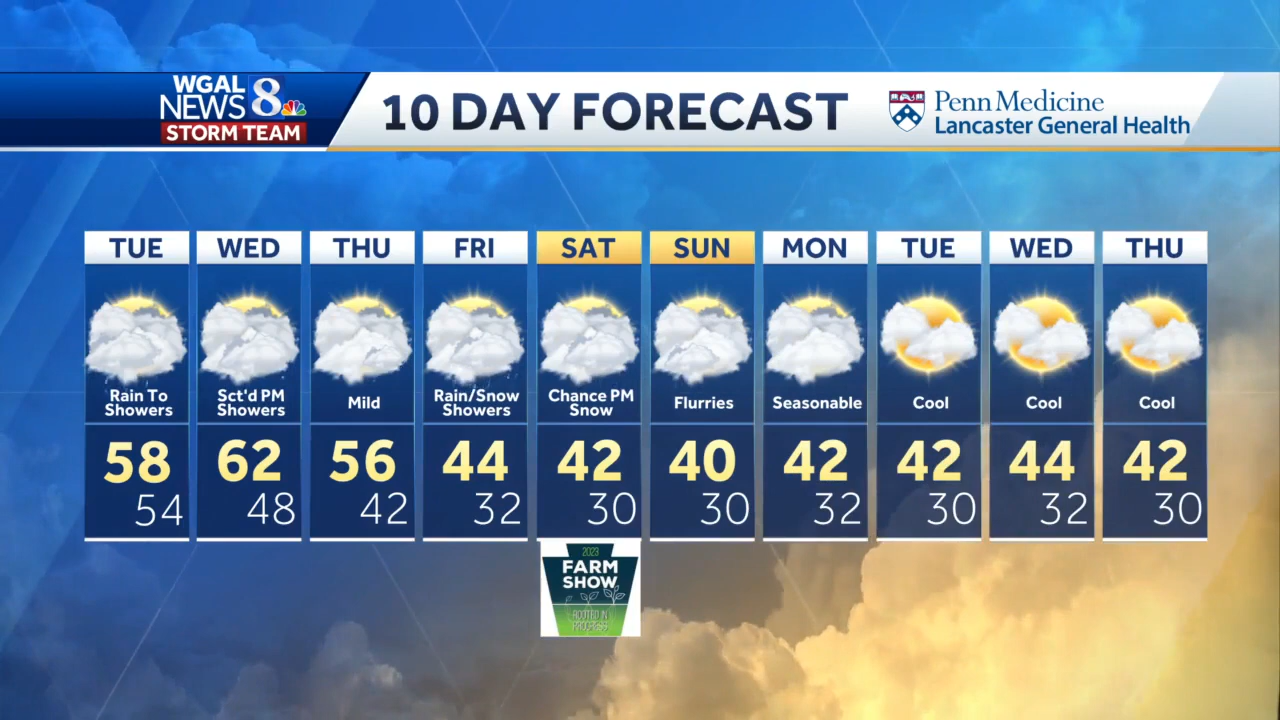 WGAL
NEWS 8
STORM TEAM
10 DAY FORECAST
Penn Medicine
Lancaster General Health
TUE WED THU FRI SAT SUN MON TUE WED THU
Rain To
Showers
Sct'd PM
Showers
Mild
Rain/Snow
Showers
Chance PM
Snow
Flurries
Seasonable
Cool
Cool
Cool
58 62 56 44 42 40 42 42 44 42
54 48 42 32 30 30 32 30 32 30
2023
FARM
SHOW
ROOTED IN
PROGRESS